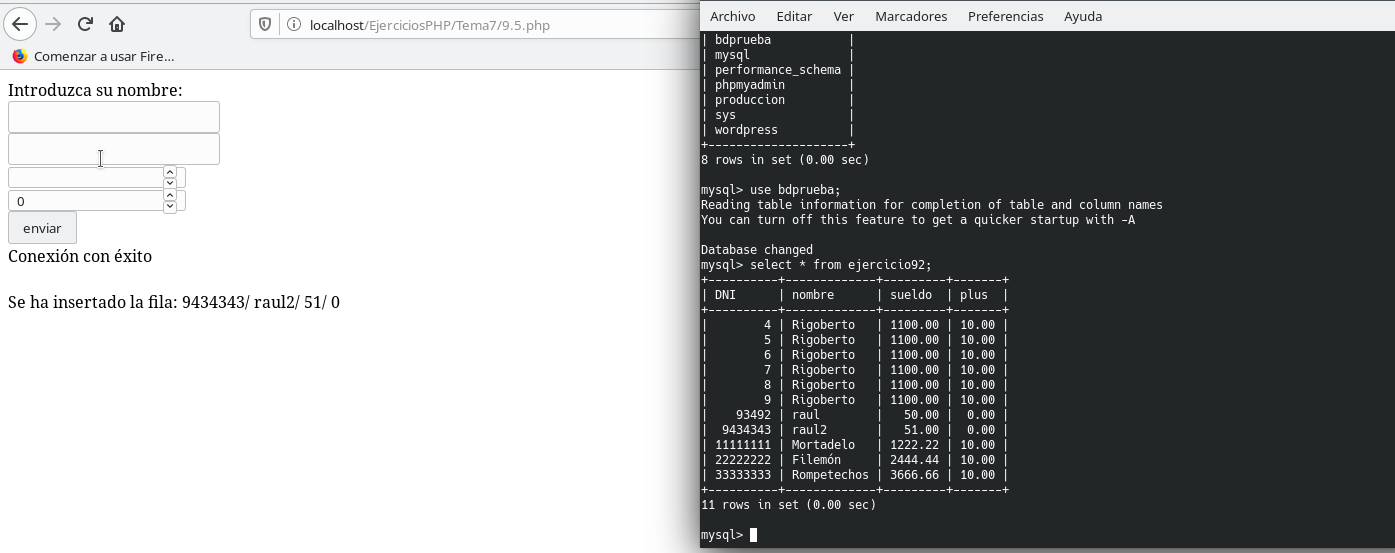 localhost/EjerciciosPHP/Tema7/9.5.php
Comenzar a usar Fire...
Introduzca su nombre:
0
enviar
Conexión con éxito
Se ha insertado la fila: 9434343/ raul2/ 51/ 0
Archivo Editar Ver Marcadores Preferencias Ayuda
| bdprueba           |
| mysql              |
| performance_schema |
| phpmyadmin         |
| produccion         |
| sys                |
| wordpress          |
+--------------------+
8 rows in set (0.00 sec)
mysql> use bdprueba;
Reading table information for completion of table and column names
You can turn off this feature to get a quicker startup with -A
Database changed
mysql> select * from ejercicio92;
+----------+-------------+---------+-------+
| DNI      | nombre      | sueldo  | plus  |
+----------+-------------+---------+-------+
|        4 | Rigoberto   | 1100.00 | 10.00 |
|        5 | Rigoberto   | 1100.00 | 10.00 |
|        6 | Rigoberto   | 1100.00 | 10.00 |
|        7 | Rigoberto   | 1100.00 | 10.00 |
|        8 | Rigoberto   | 1100.00 | 10.00 |
|        9 | Rigoberto   | 1100.00 | 10.00 |
|    93492 | raul        |   50.00 |  0.00 |
|  9434343 | raul2       |   51.00 |  0.00 |
| 11111111 | Mortadelo   | 1222.22 | 10.00 |
| 22222222 | Filemón     | 2444.44 | 10.00 |
| 33333333 | Rompetechos | 3666.66 | 10.00 |
+----------+-------------+---------+-------+
11 rows in set (0.00 sec)
mysql>